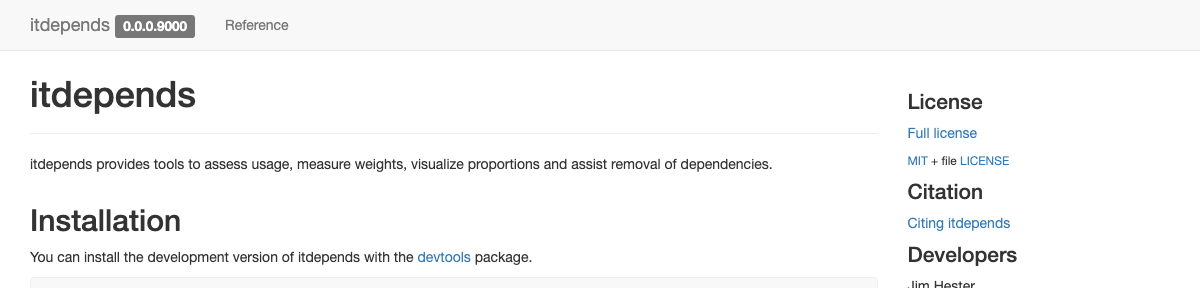 itdepends 0.0.0.9000 Reference
itdepends
itdepends provides tools to assess usage, measure weights, visualize proportions and assist removal of dependencies.
Installation
You can install the development version of itdepends with the devtools package.
License
Full license
MIT + file LICENSE
Citation
Citing itdepends
Developers
Jim Hester